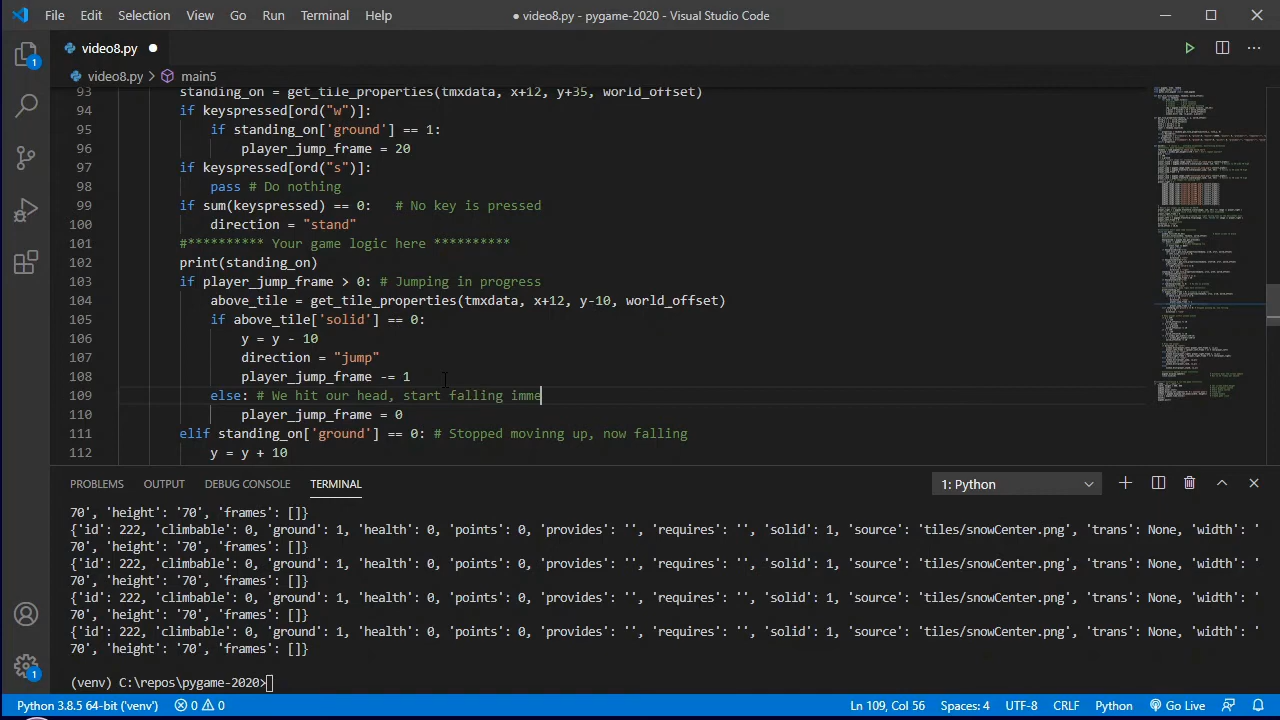 File Edit Selection View Go Run Terminal Help
● video8.py - pygame-2020 - Visual Studio Code
video8.py ●
video8.py > main5
93 standing_on = get_tile_properties(tmxdata, x+12, y+35, world_offset)
94 if keyspressed[ord("w")]:
95 if standing_on['ground'] == 1:
96 player_jump_frame = 20
97 if keyspressed[ord("s")]:
98 pass # Do nothing
99 if sum(keyspressed) == 0:   # No key is pressed
100 direction = "stand"
101 #********** Your game logic here **********
102 print(standing_on)
103 if player_jump_frame > 0: # Jumping in progress
104 above_tile = get_tile_properties(tmxdata, x+12, y-10, world_offset)
105 if above_tile['solid'] == 0:
106 y = y - 10
107 direction = "jump"
108 player_jump_frame -= 1
109 else: # We hit our head, start falling imme
110 player_jump_frame = 0
111 elif standing_on['ground'] == 0: # Stopped movinng up, now falling
112 y = y + 10
PROBLEMS OUTPUT DEBUG CONSOLE TERMINAL 1: Python
70', 'height': '70', 'frames': []}
{'id': 222, 'climbable': 0, 'ground': 1, 'health': 0, 'points': 0, 'provides': '', 'requires': '', 'solid': 1, 'source': 'tiles/snowCenter.png', 'trans': None, 'width': '
70', 'height': '70', 'frames': []}
{'id': 222, 'climbable': 0, 'ground': 1, 'health': 0, 'points': 0, 'provides': '', 'requires': '', 'solid': 1, 'source': 'tiles/snowCenter.png', 'trans': None, 'width': '
70', 'height': '70', 'frames': []}
{'id': 222, 'climbable': 0, 'ground': 1, 'health': 0, 'points': 0, 'provides': '', 'requires': '', 'solid': 1, 'source': 'tiles/snowCenter.png', 'trans': None, 'width': '
70', 'height': '70', 'frames': []}
{'id': 222, 'climbable': 0, 'ground': 1, 'health': 0, 'points': 0, 'provides': '', 'requires': '', 'solid': 1, 'source': 'tiles/snowCenter.png', 'trans': None, 'width': '
70', 'height': '70', 'frames': []}
(venv) C:\repos\pygame-2020>
Python 3.8.5 64-bit ('venv') 0 0 Ln 109, Col 56 Spaces: 4 UTF-8 CRLF Python Go Live
1
1